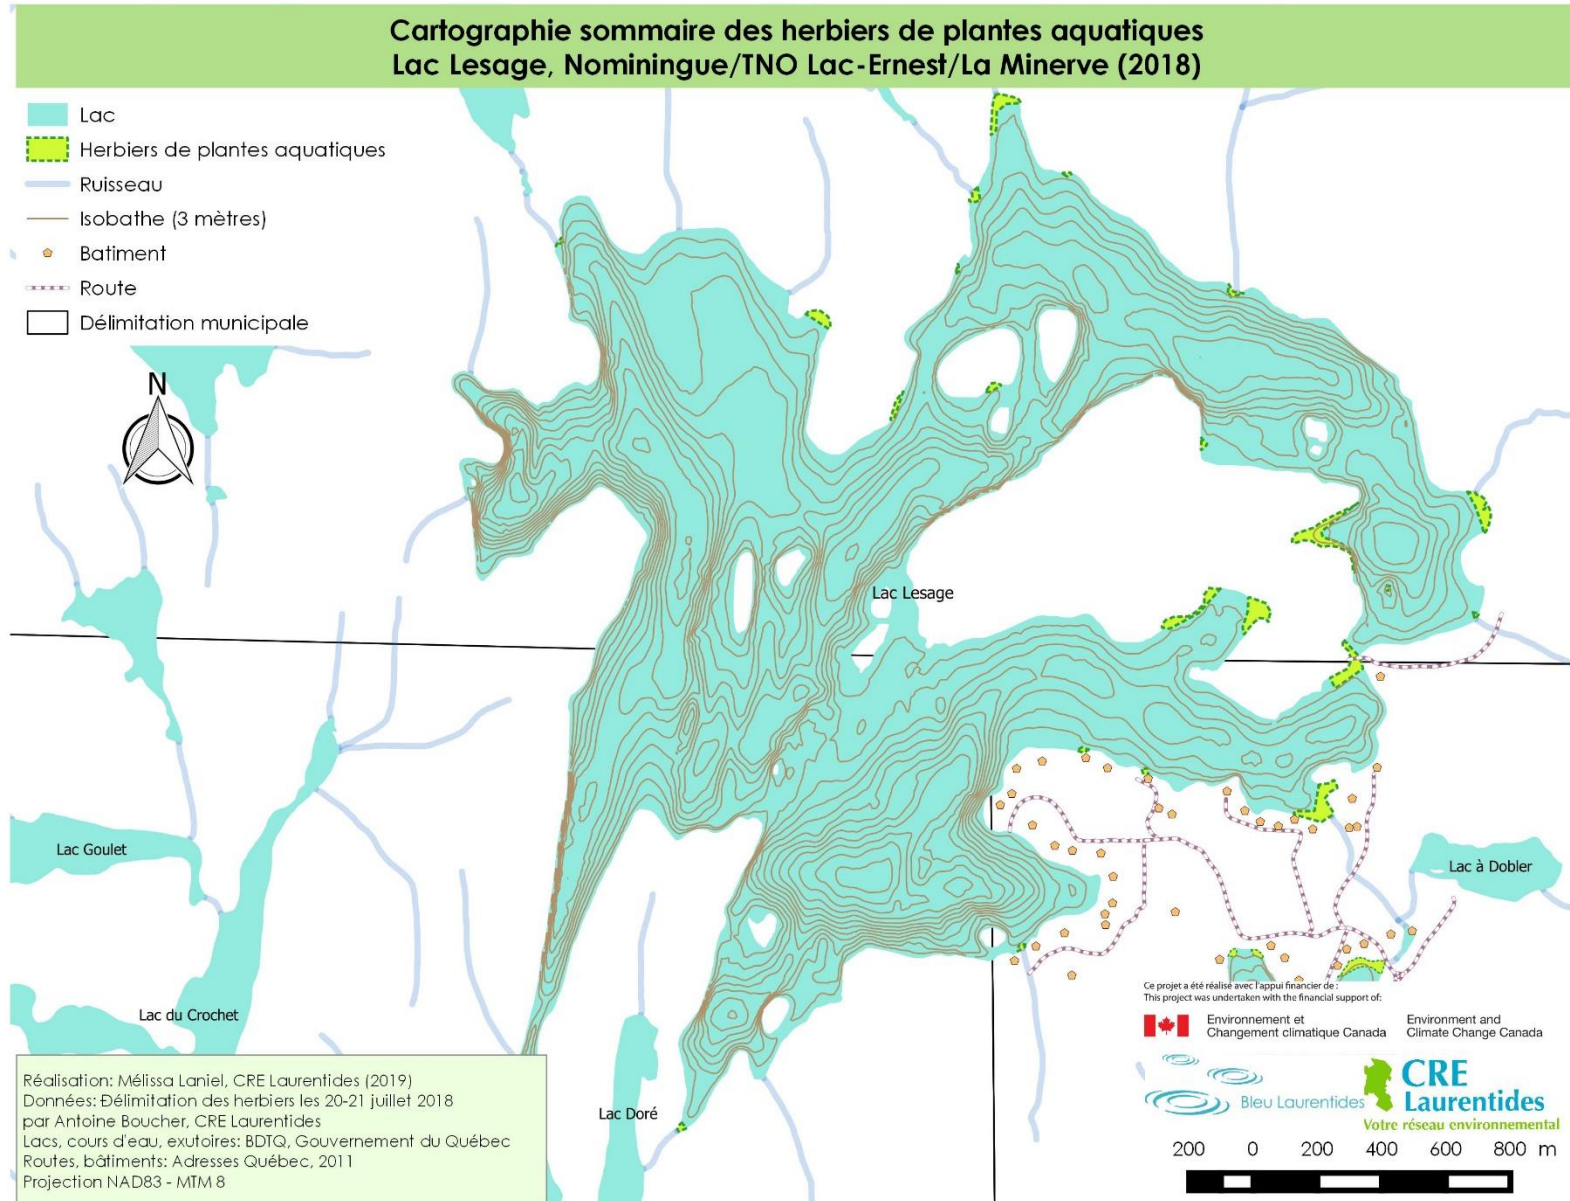 Cartographie sommaire des herbiers de plantes aquatiques
Lac Lesage, Nominingue/TNO Lac-Ernest/La Minerve (2018)
Lac
Herbiers de plantes aquatiques
Ruisseau
Isobathe (3 mètres)
Batiment
Route
Délimitation municipale
N
Lac Lesage
Lac Goulet
Lac à Dobler
Lac du Crochet
Lac Doré
Ce projet a été réalisé avec l'appui financier de :
This project was undertaken with the financial support of:
Environnement et Changement climatique Canada
Environment and Climate Change Canada
Bleu Laurentides
CRE
Laurentides
Votre réseau environnemental
200 0 200 400 600 800 m
Réalisation: Mélissa Laniel, CRE Laurentides (2019)
Données: Délimitation des herbiers les 20-21 juillet 2018
par Antoine Boucher, CRE Laurentides
Lacs, cours d'eau, exutoires: BDTQ, Gouvernement du Québec
Routes, bâtiments: Adresses Québec, 2011
Projection NAD83 - MTM 8